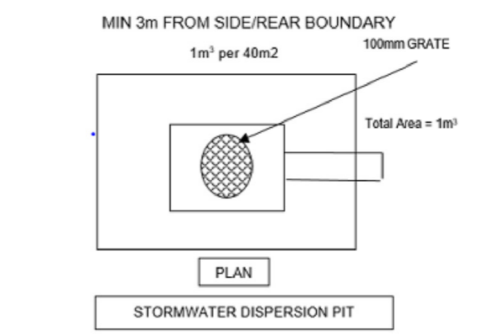 MIN 3m FROM SIDE/REAR BOUNDARY
1m³ per 40m2
100mm GRATE
Total Area = 1m³
PLAN
STORMWATER DISPERSION PIT